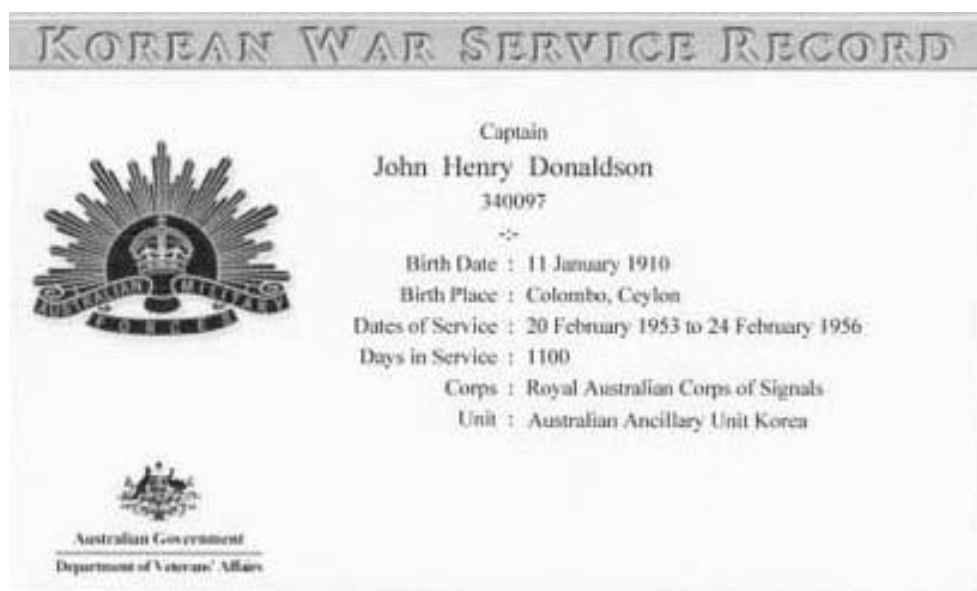 KOREAN WAR SERVICE RECORD
Captain
John Henry Donaldson
340097
-:-
Birth Date : 11 January 1910
Birth Place : Colombo, Ceylon
Dates of Service : 20 February 1953 to 24 February 1956
Days in Service : 1100
Corps : Royal Australian Corps of Signals
Unit : Australian Ancillary Unit Korea
AUSTRALIAN MILITARY
FORCES
Australian Government
Department of Veterans' Affairs